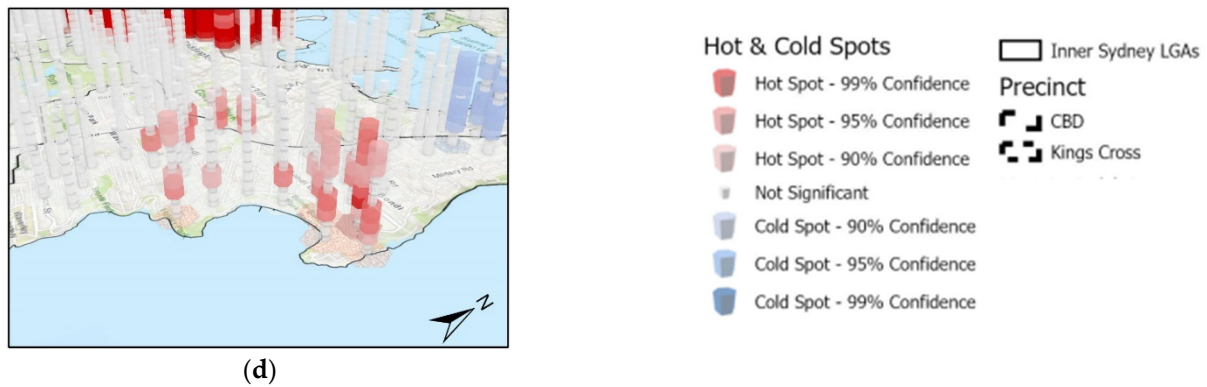 Military Rd
Bondi
N
(d)
Hot & Cold Spots
Hot Spot - 99% Confidence
Hot Spot - 95% Confidence
Hot Spot - 90% Confidence
Not Significant
Cold Spot - 90% Confidence
Cold Spot - 95% Confidence
Cold Spot - 99% Confidence
Inner Sydney LGAs
Precinct
CBD
Kings Cross